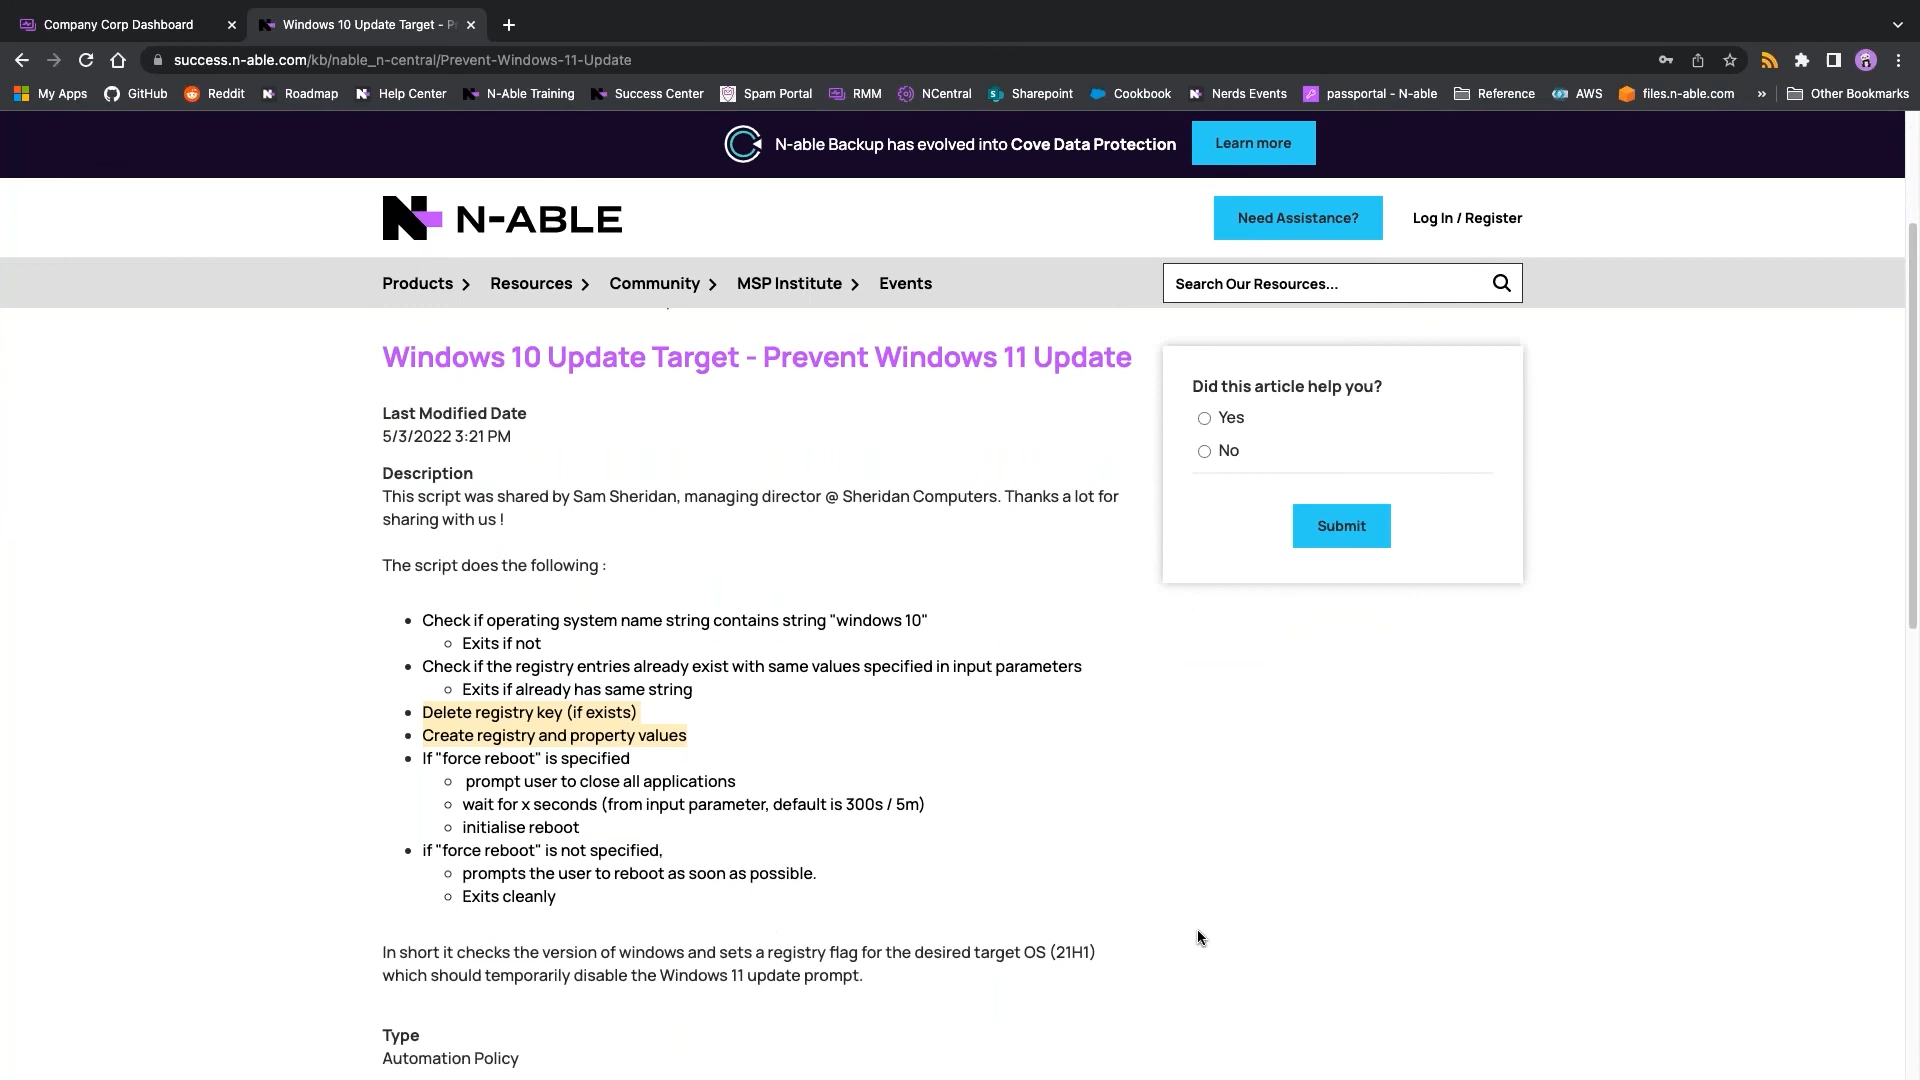 Company Corp Dashboard
Windows 10 Update Target - Pr
success.n-able.com/kb/nable_n-central/Prevent-Windows-11-Update
My Apps GitHub Reddit Roadmap Help Center N-Able Training Success Center Spam Portal RMM NCentral Sharepoint Cookbook Nerds Events passportal - N-able Reference AWS files.n-able.com » Other Bookmarks
N-able Backup has evolved into Cove Data Protection Learn more
N-ABLE
Need Assistance? Log In / Register
Products Resources Community MSP Institute Events Search Our Resources...
Windows 10 Update Target - Prevent Windows 11 Update
Last Modified Date
5/3/2022 3:21 PM
Description
This script was shared by Sam Sheridan, managing director @ Sheridan Computers. Thanks a lot for
sharing with us !
The script does the following :
Check if operating system name string contains string "windows 10"
Exits if not
Check if the registry entries already exist with same values specified in input parameters
Exits if already has same string
Delete registry key (if exists)
Create registry and property values
If "force reboot" is specified
prompt user to close all applications
wait for x seconds (from input parameter, default is 300s / 5m)
initialise reboot
if "force reboot" is not specified,
prompts the user to reboot as soon as possible.
Exits cleanly
In short it checks the version of windows and sets a registry flag for the desired target OS (21H1)
which should temporarily disable the Windows 11 update prompt.
Type
Automation Policy
Did this article help you?
Yes
No
Submit